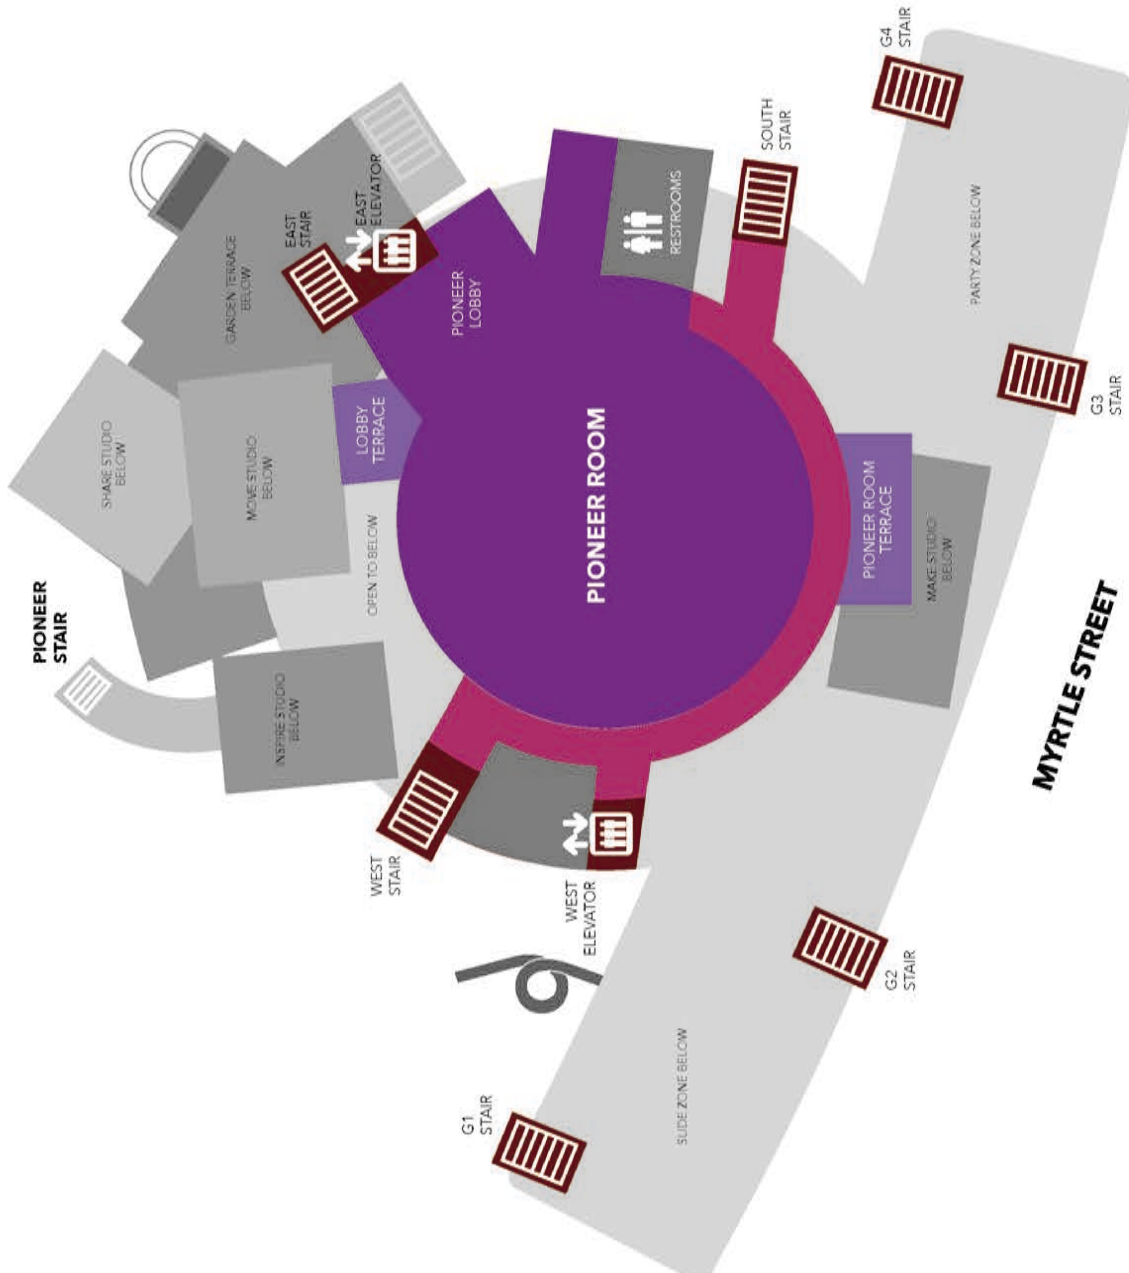 PIONEER
STAIR
SHARE STUDIO
BELOW
MOVE STUDIO
BELOW
GARDEN TERRACE
BELOW
EAST
STAIR
EAST
ELEVATOR
INSPIRE STUDIO
BELOW
OPEN TO BELOW
LOBBY
TERRACE
PIONEER
LOBBY
PIONEER ROOM
RESTROOMS
SOUTH
STAIR
G4
STAIR
WEST
STAIR
WEST
ELEVATOR
PIONEER ROOM
TERRACE
MAKE STUDIO
BELOW
PARTY ZONE BELOW
G3
STAIR
G2
STAIR
G1
STAIR
SLIDE ZONE BELOW
MYRTLE STREET